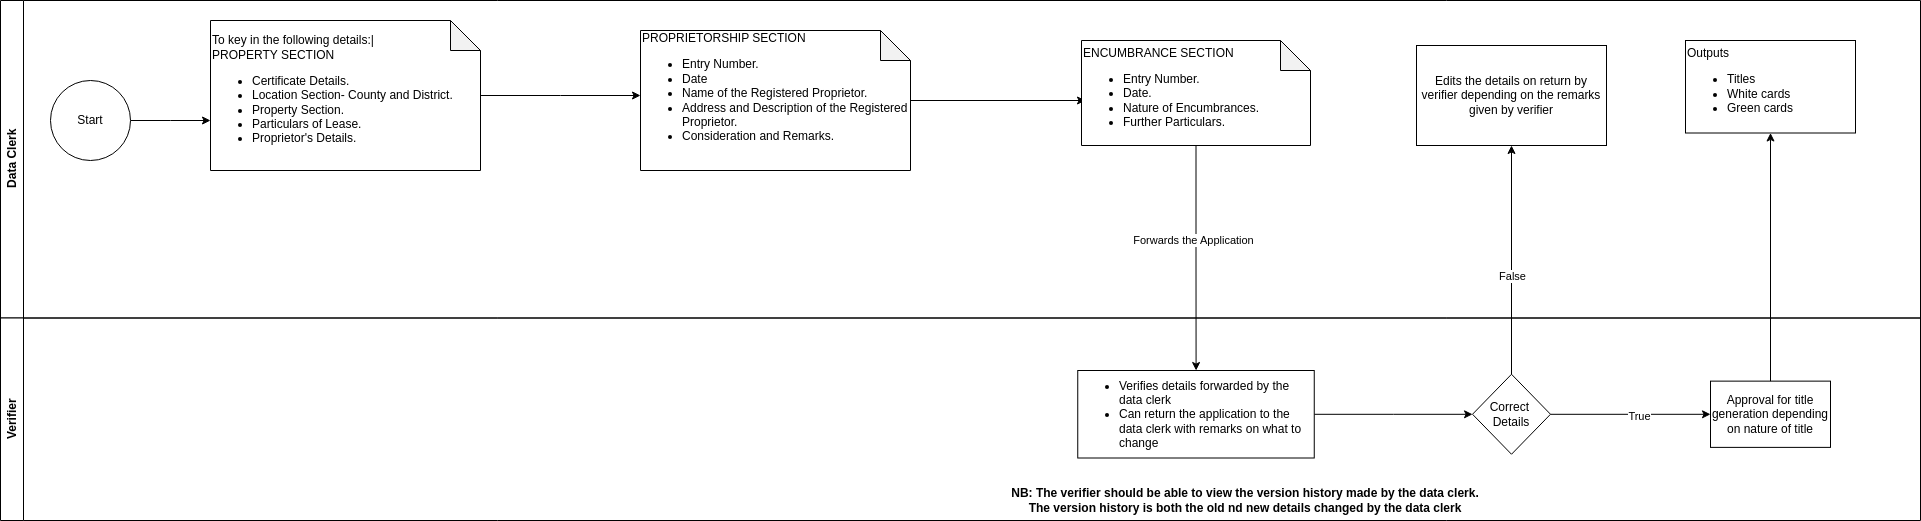 Data Clerk
Start
To key in the following details:|
PROPERTY SECTION
Certificate Details.
Location Section- County and District.
Property Section.
Particulars of Lease.
Proprietor's Details.
PROPRIETORSHIP SECTION
Entry Number.
Date
Name of the Registered Proprietor.
Address and Description of the Registered
Proprietor.
Consideration and Remarks.
ENCUMBRANCE SECTION
Entry Number.
Date.
Nature of Encumbrances.
Further Particulars.
Edits the details on return by
verifier depending on the remarks
given by verifier
Outputs
Titles
White cards
Green cards
Forwards the Application
False
Verifier
Verifies details forwarded by the
data clerk
Can return the application to the
data clerk with remarks on what to
change
Correct
Details
True
Approval for title
generation depending
on nature of title
NB: The verifier should be able to view the version history made by the data clerk.
The version history is both the old nd new details changed by the data clerk